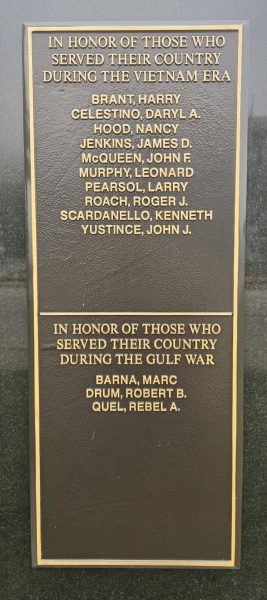 IN HONOR OF THOSE WHO
SERVED THEIR COUNTRY
DURING THE VIETNAM ERA
BRANT, HARRY
CELESTINO, DARYL A.
HOOD, NANCY
JENKINS, JAMES D.
McQUEEN, JOHN F.
MURPHY, LEONARD
PEARSOL, LARRY
ROACH, ROGER J.
SCARDANELLO, KENNETH
YUSTINCE, JOHN J.
IN HONOR OF THOSE WHO
SERVED THEIR COUNTRY
DURING THE GULF WAR
BARNA, MARC
DRUM, ROBERT B.
QUEL, REBEL A.